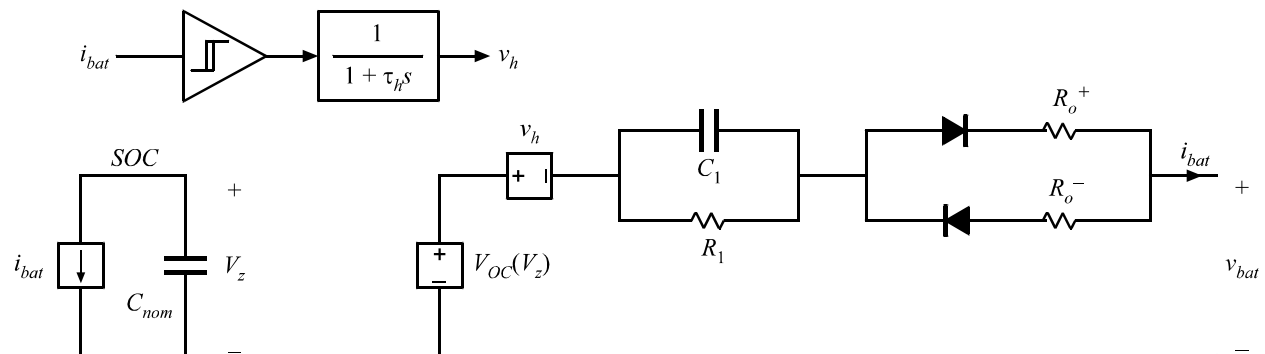 i_bat
1
1 + τ_h s
v_h
SOC
+
i_bat
C_nom
V_z
–
v_h
+ –
+
–
V_OC(V_z)
C_1
R_1
R_o^+
R_o^–
i_bat
+
v_bat
–